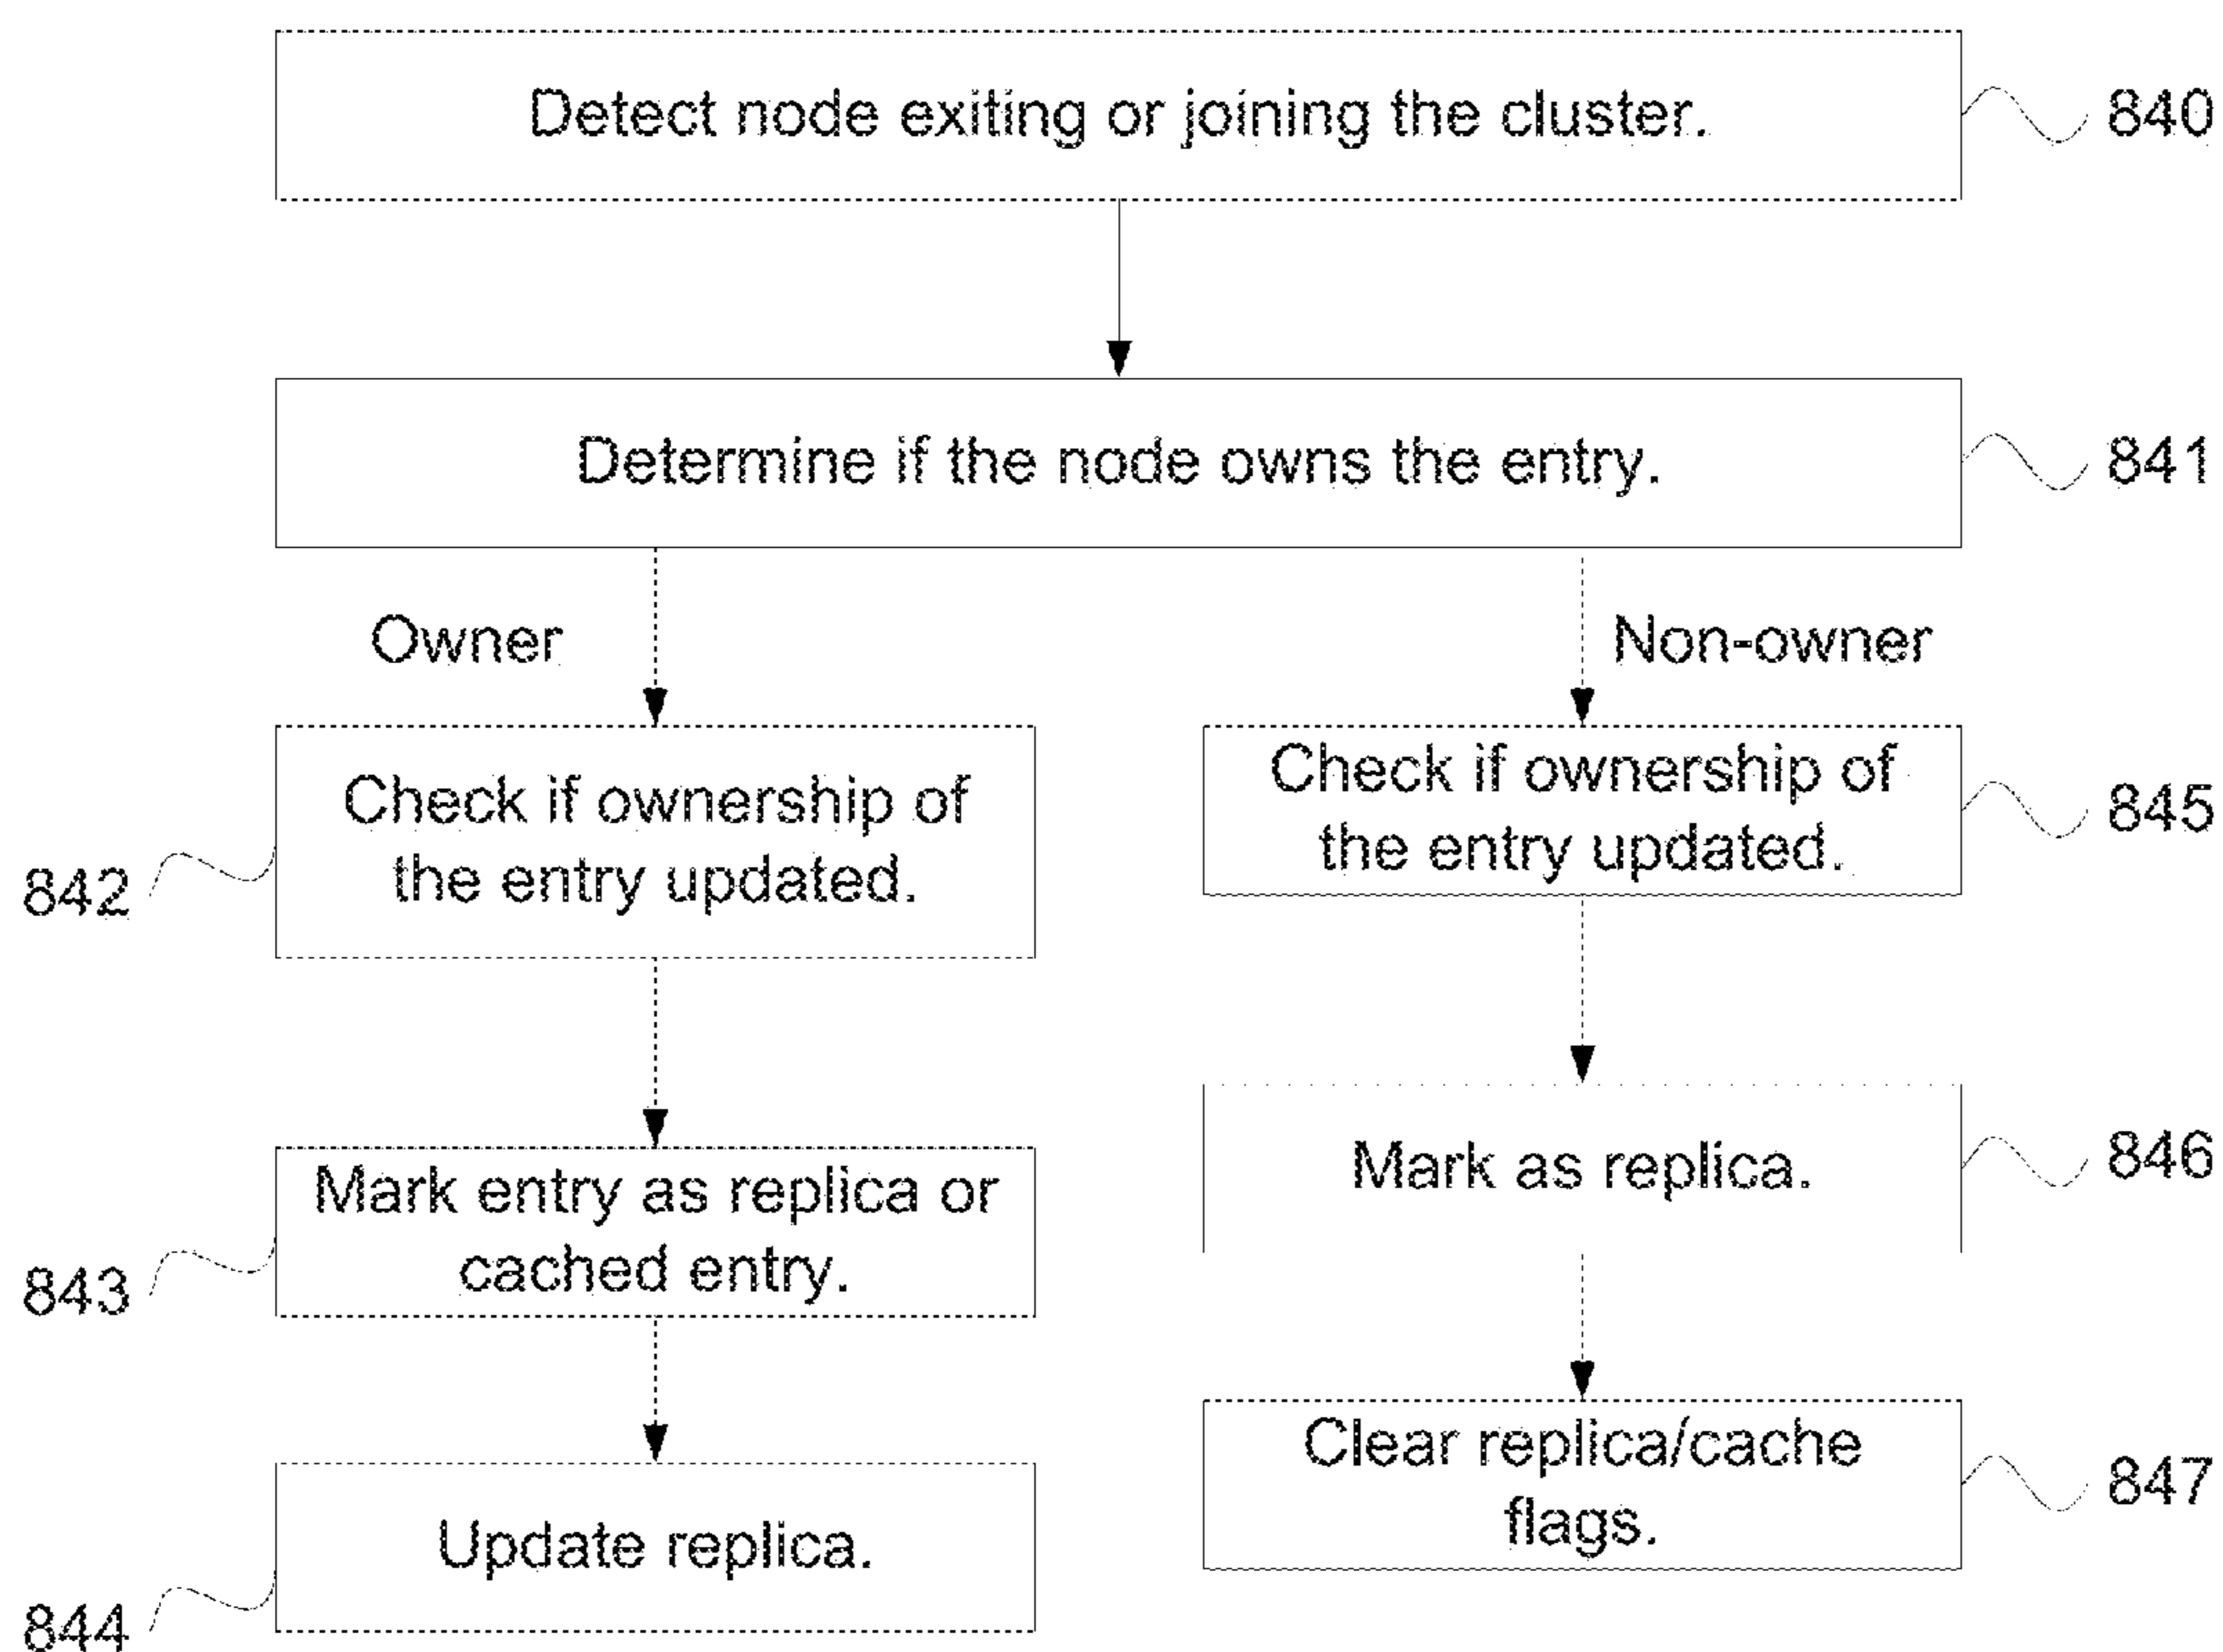 Detect node exiting or joining the cluster.
840
Determine if the node owns the entry.
841
Owner
Non-owner
Check if ownership of
the entry updated.
842
Check if ownership of
the entry updated.
845
Mark entry as replica or
cached entry.
843
Mark as replica.
846
Update replica.
844
Clear replica/cache
flags.
847